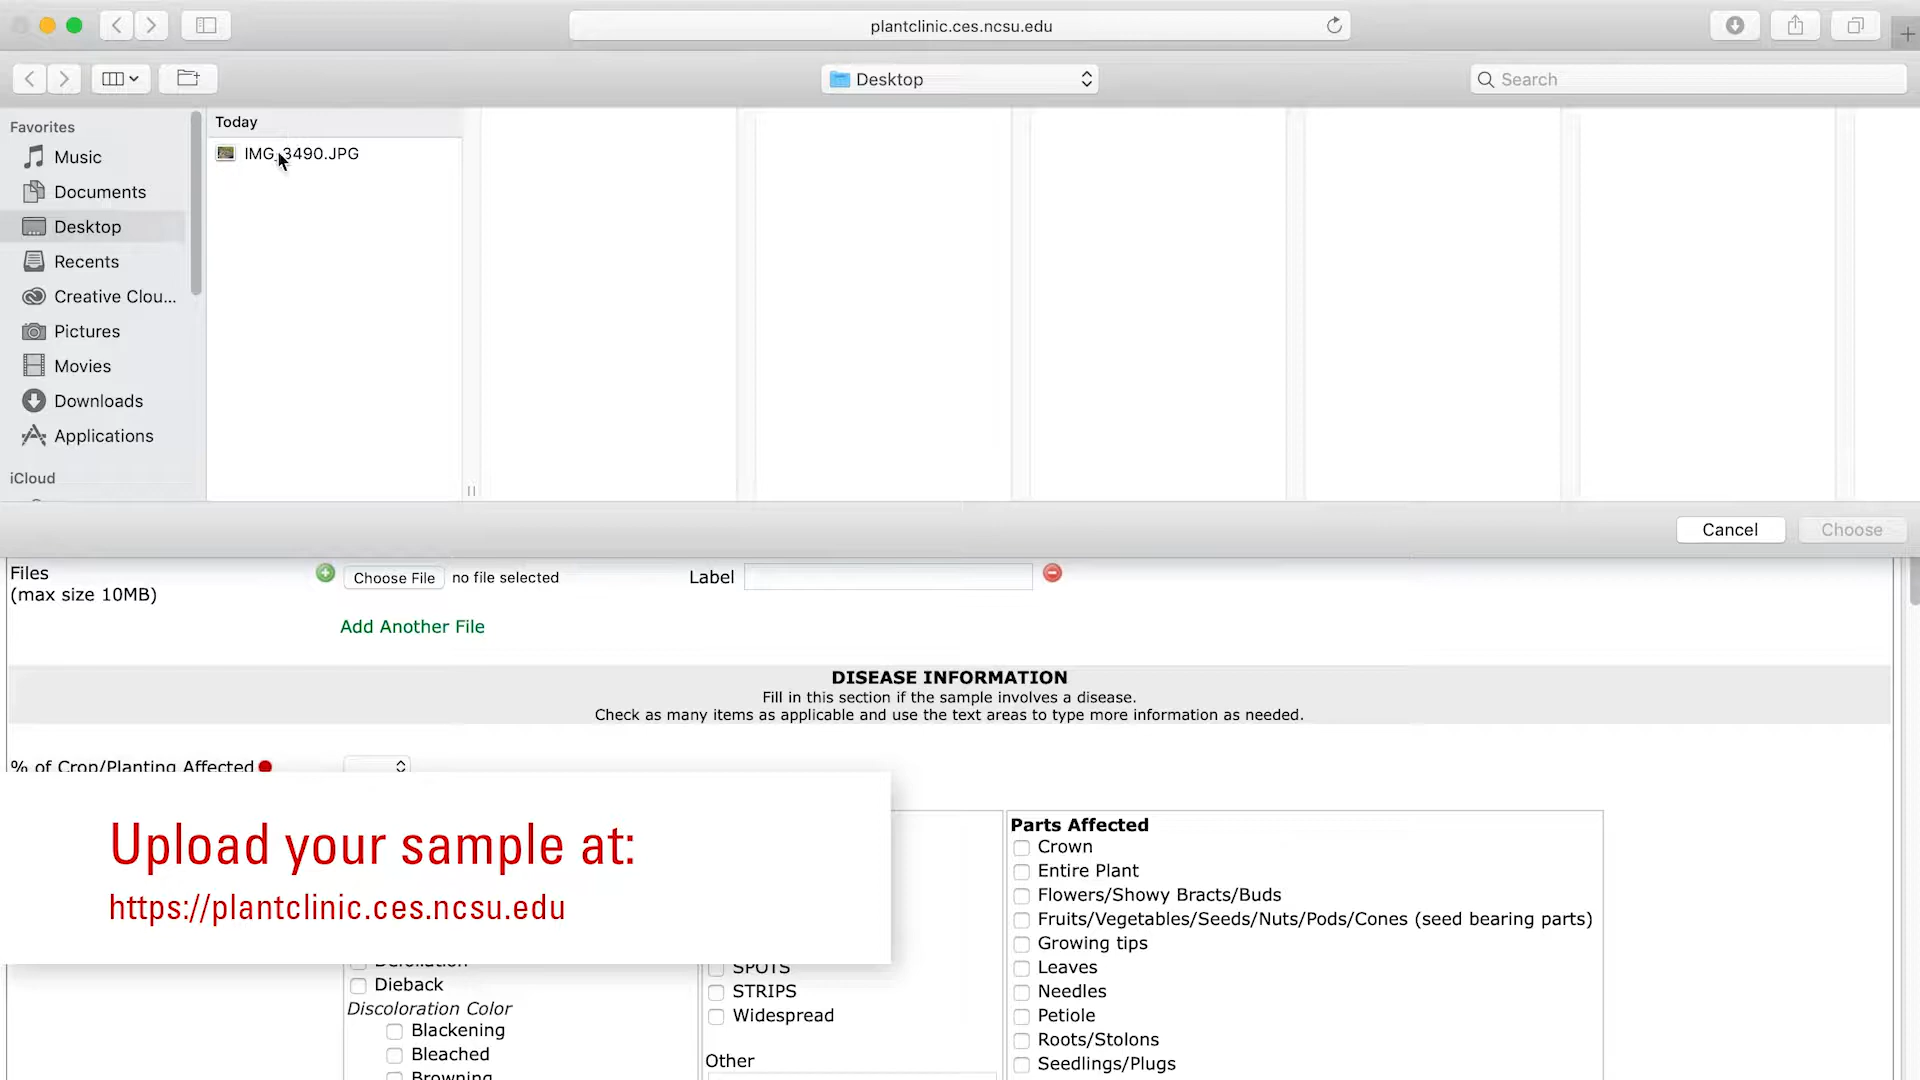 plantclinic.ces.ncsu.edu
Desktop
Search
Favorites
Music
Documents
Desktop
Recents
Creative Clou...
Pictures
Movies
Downloads
Applications
iCloud
Today
IMG_3490.JPG
Cancel
Choose
Files
(max size 10MB)
Choose File
no file selected
Label
Add Another File
DISEASE INFORMATION
Fill in this section if the sample involves a disease.
Check as many items as applicable and use the text areas to type more information as needed.
% of Crop/Planting Affected
Upload your sample at:
https://plantclinic.ces.ncsu.edu
Defoliation
Dieback
Discoloration Color
Blackening
Bleached
Browning
SPOTS
STRIPS
Widespread
Other
Parts Affected
Crown
Entire Plant
Flowers/Showy Bracts/Buds
Fruits/Vegetables/Seeds/Nuts/Pods/Cones (seed bearing parts)
Growing tips
Leaves
Needles
Petiole
Roots/Stolons
Seedlings/Plugs